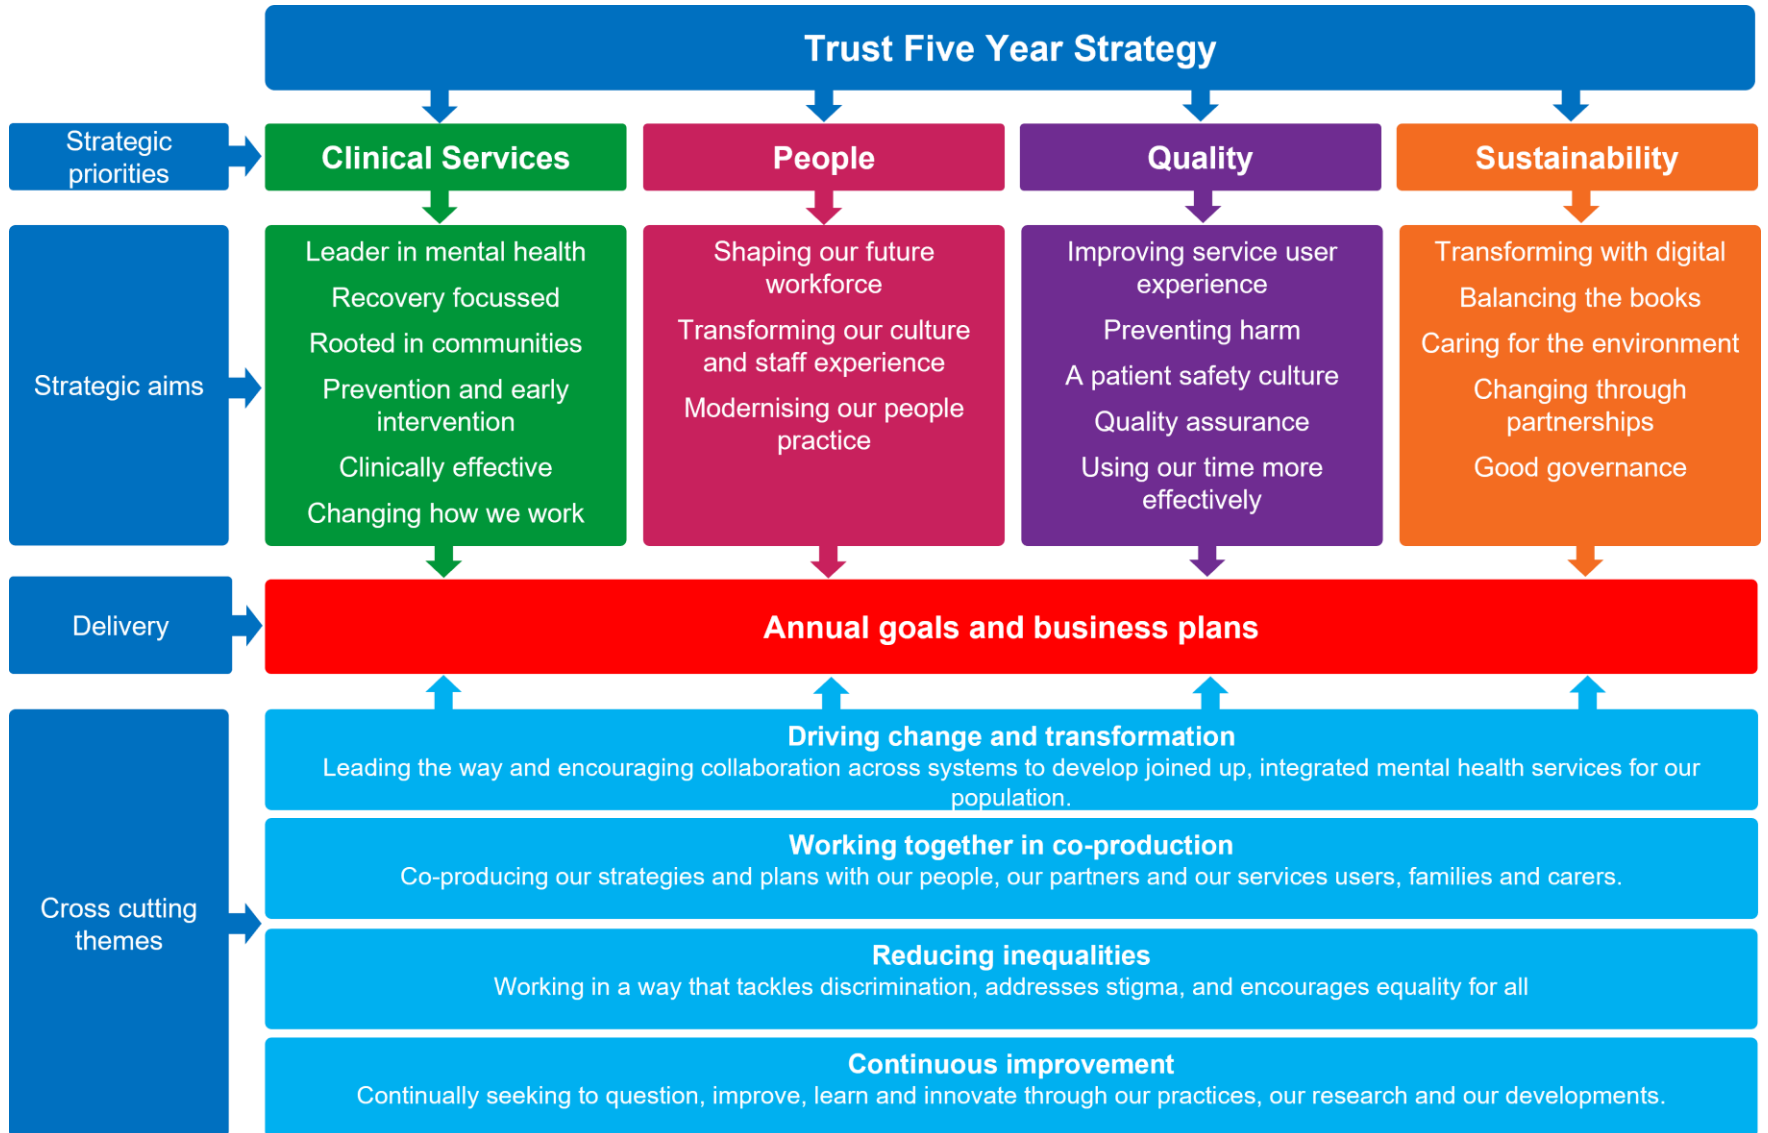 Trust Five Year Strategy
Strategic
priorities
Clinical Services
People
Quality
Sustainability
Strategic aims
Leader in mental health
Recovery focussed
Rooted in communities
Prevention and early
intervention
Clinically effective
Changing how we work
Shaping our future
workforce
Transforming our culture
and staff experience
Modernising our people
practice
Improving service user
experience
Preventing harm
A patient safety culture
Quality assurance
Using our time more
effectively
Transforming with digital
Balancing the books
Caring for the environment
Changing through
partnerships
Good governance
Delivery
Annual goals and business plans
Cross cutting
themes
Driving change and transformation
Leading the way and encouraging collaboration across systems to develop joined up, integrated mental health services for our
population.
Working together in co-production
Co-producing our strategies and plans with our people, our partners and our services users, families and carers.
Reducing inequalities
Working in a way that tackles discrimination, addresses stigma, and encourages equality for all
Continuous improvement
Continually seeking to question, improve, learn and innovate through our practices, our research and our developments.